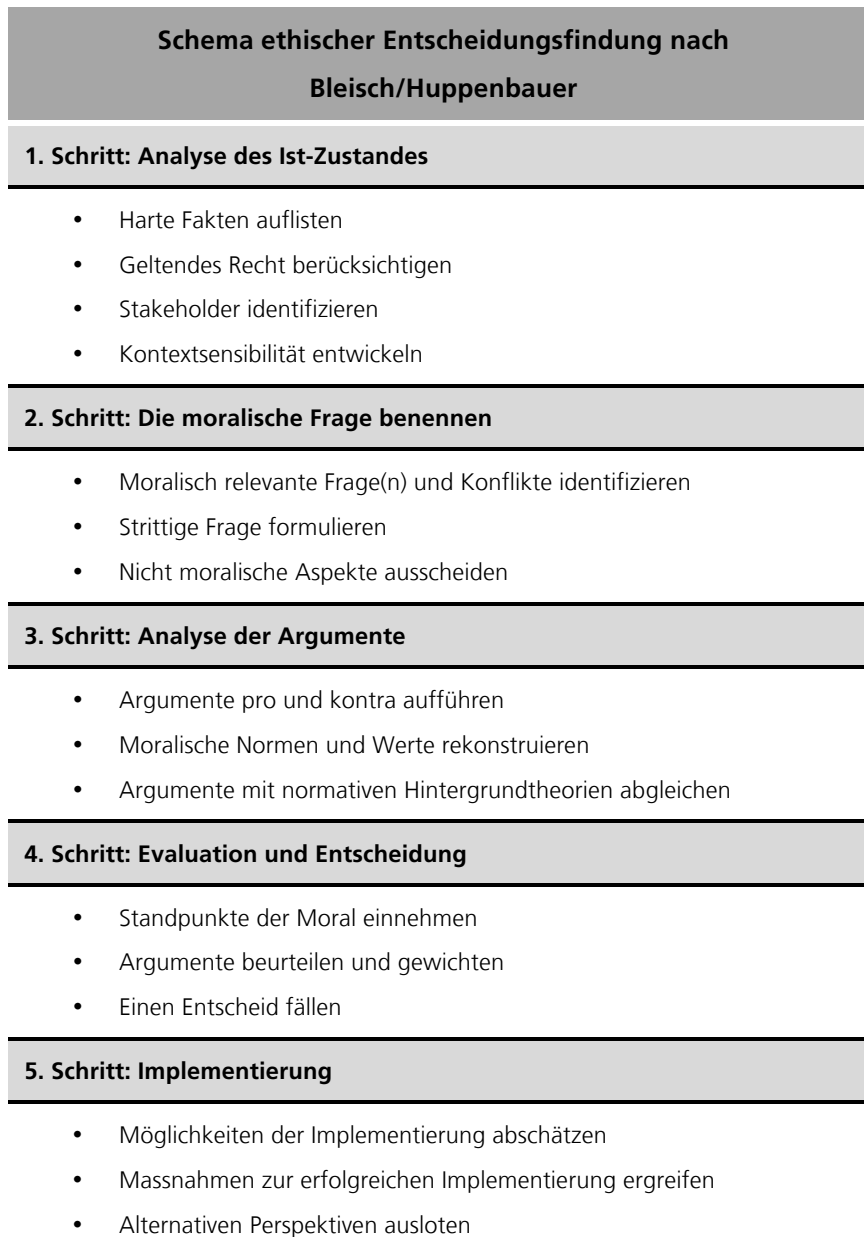 Schema ethischer Entscheidungsfindung nach
Bleisch/Huppenbauer
1. Schritt: Analyse des Ist-Zustandes
• Harte Fakten auflisten
• Geltendes Recht berücksichtigen
• Stakeholder identifizieren
• Kontextsensibilität entwickeln
2. Schritt: Die moralische Frage benennen
• Moralisch relevante Frage(n) und Konflikte identifizieren
• Strittige Frage formulieren
• Nicht moralische Aspekte ausscheiden
3. Schritt: Analyse der Argumente
• Argumente pro und kontra aufführen
• Moralische Normen und Werte rekonstruieren
• Argumente mit normativen Hintergrundtheorien abgleichen
4. Schritt: Evaluation und Entscheidung
• Standpunkte der Moral einnehmen
• Argumente beurteilen und gewichten
• Einen Entscheid fällen
5. Schritt: Implementierung
• Möglichkeiten der Implementierung abschätzen
• Massnahmen zur erfolgreichen Implementierung ergreifen
• Alternativen Perspektiven ausloten